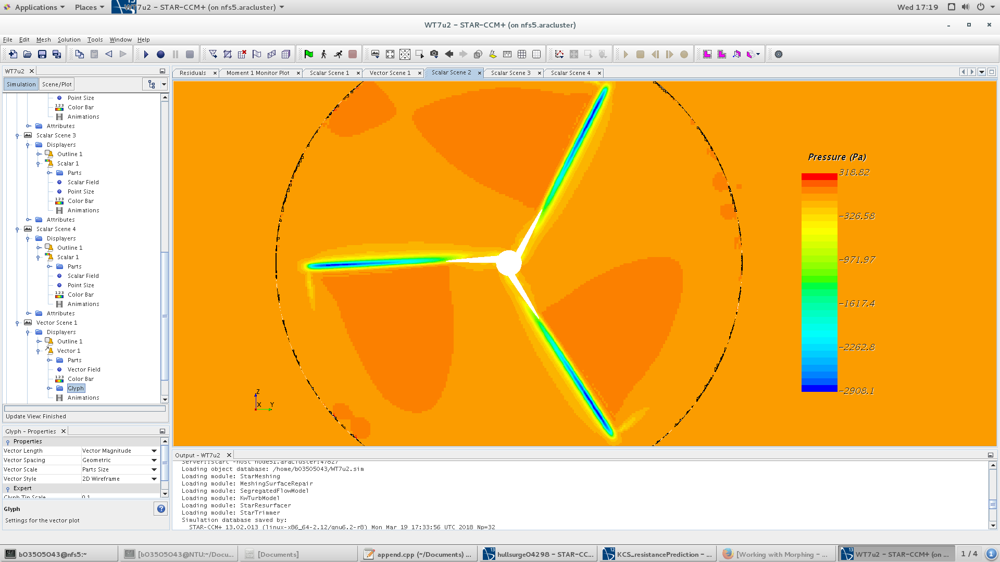 Applications Places WT7u2 - STAR-CCM+ (on nfs5.aracluster) Wed 17:19
WT7u2 - STAR-CCM+ (on nfs5.aracluster)
File Edit Mesh Solution Tools Window Help
WT7u2
Simulation Scene/Plot
Point Size
Color Bar
Animations
Attributes
Scalar Scene 3
Displayers
Outline 1
Scalar 1
Parts
Scalar Field
Point Size
Color Bar
Animations
Attributes
Scalar Scene 4
Displayers
Outline 1
Scalar 1
Parts
Scalar Field
Point Size
Color Bar
Animations
Attributes
Vector Scene 1
Displayers
Outline 1
Vector 1
Parts
Vector Field
Color Bar
Glyph
Animations
Update View: Finished
Glyph - Properties
Properties
Vector Length Vector Magnitude
Vector Spacing Geometric
Vector Scale Parts Size
Vector Style 2D Wireframe
Expert
Glyph Tip Scale 0.1
Glyph
Settings for the vector plot
Residuals Moment 1 Monitor Plot Scalar Scene 1 Vector Scene 1 Scalar Scene 2 Scalar Scene 3 Scalar Scene 4
Pressure (Pa)
318.82
-326.58
-971.97
-1617.4
-2262.8
-2908.1
Z
X Y
Output - WT7u2
Server::start -host node51.aracluster:47827
Loading object database: /home/b03505043/WT7u2.sim
Loading module: StarMeshing
Loading module: MeshingSurfaceRepair
Loading module: SegregatedFlowModel
Loading module: KwTurbModel
Loading module: StarResurfacer
Loading module: StarTrimmer
Simulation database saved by:
STAR-CCM+ 13.02.013 (linux-x86_64-2.12/gnu6.2-r8) Mon Mar 19 17:33:56 UTC 2018 Np=32
b03505043@nfs5:~ [b03505043@NTU:~/Docu... [Documents] append.cpp (~/Documents) ... hullsurge04298 - STAR-CC... KCS_resistancePrediction - ... [Working with Morphing - ... WT7u2 - STAR-CCM+ (on ... 1 / 4 1